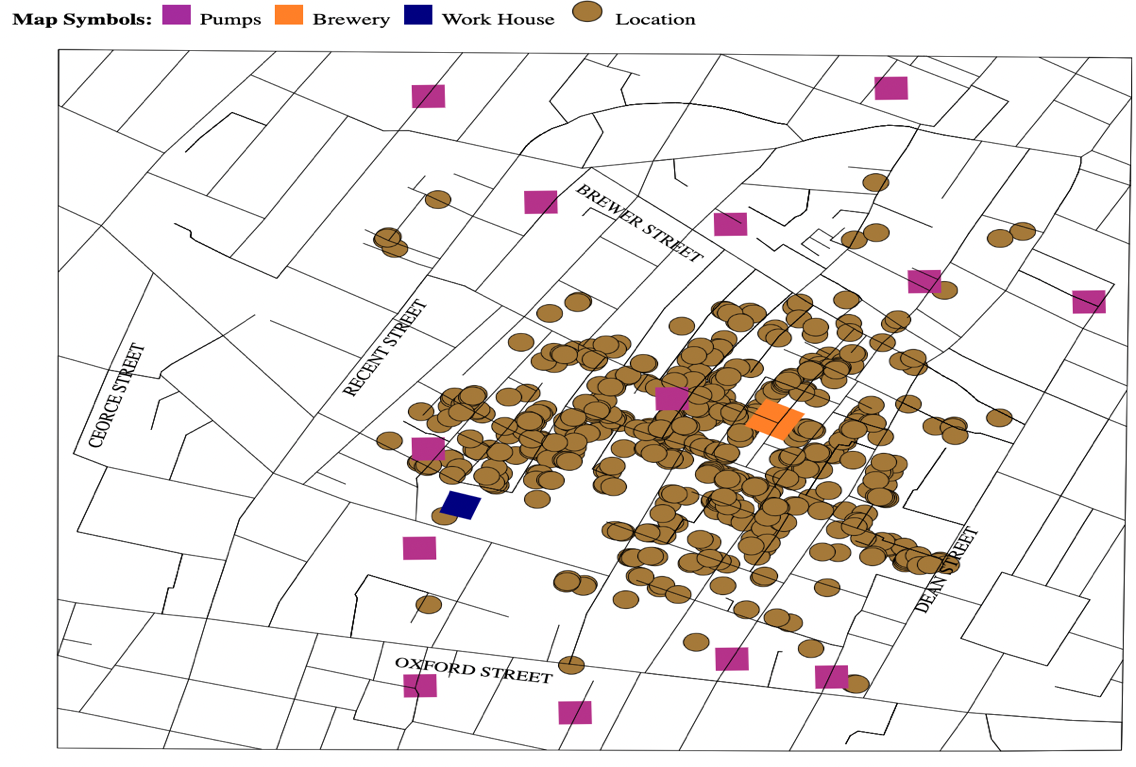 Map Symbols: Pumps Brewery Work House Location
BREWER STREET
RECENT STREET
CEORCE STREET
DEAN STREET
OXFORD STREET